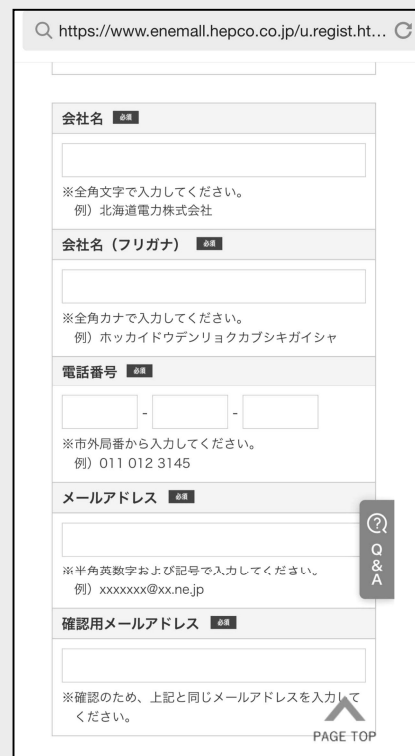 https://www.enemall.hepco.co.jp/u.regist.ht...
会社名 必須
※全角文字で入力してください。
例）北海道電力株式会社
会社名（フリガナ） 必須
※全角カナで入力してください。
例）ホッカイドウデンリョクカブシキガイシャ
電話番号 必須
- -
※市外局番から入力してください。
例）011 012 3145
メールアドレス 必須
※半角英数字および記号で入力してください。
例）xxxxxxx@xx.ne.jp
?
Q
&
A
確認用メールアドレス 必須
※確認のため、上記と同じメールアドレスを入力して
ください。
PAGE TOP